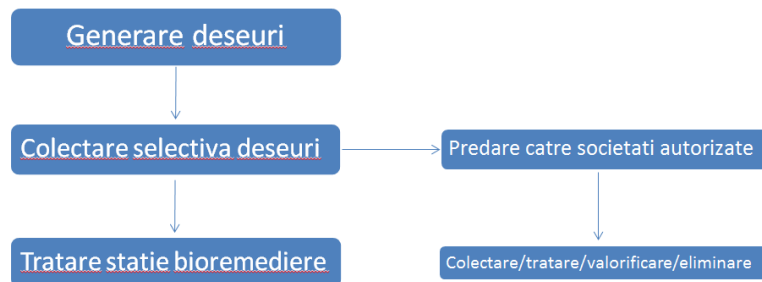 Generare deseuri
Colectare selectiva deseuri
Predare catre societati autorizate
Tratare statie bioremediere
Colectare/tratare/valorificare/eliminare